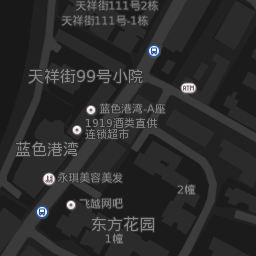 天祥街111号2栋
天祥街111号-1栋
天祥街99号小院
ATM
蓝色港湾-A座
1919酒类直供
连锁超市
蓝色港湾
永琪美容美发
2幢
飞越网吧
东方花园
1幢